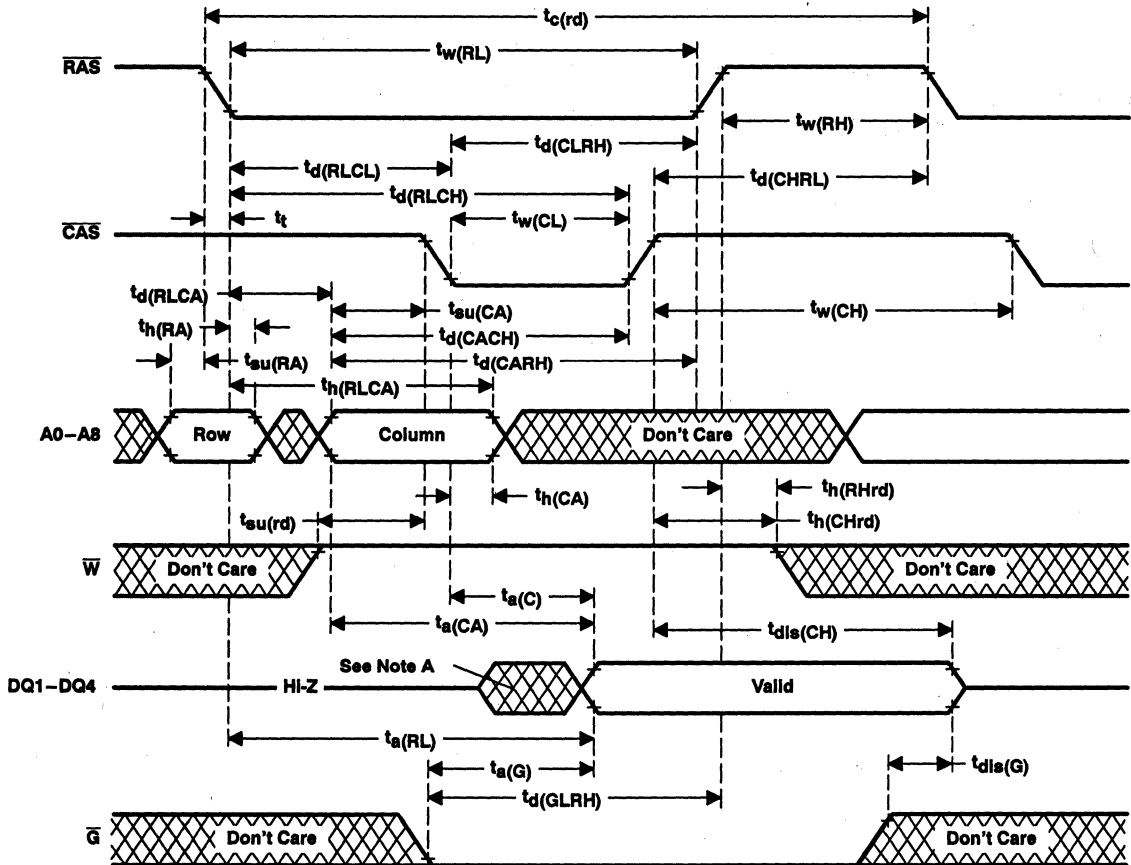 tc(rd)
tw(RL)
RAS
tw(RH)
td(CLRH)
td(RLCL)
td(CHRL)
td(RLCH)
tt
tw(CL)
CAS
td(RLCA)
tsu(CA)
tw(CH)
th(RA)
td(CACH)
tsu(RA)
td(CARH)
th(RLCA)
A0–A8
Row
Column
Don't Care
th(CA)
th(RHrd)
tsu(rd)
th(CHrd)
W
Don't Care
Don't Care
ta(C)
ta(CA)
tdis(CH)
See Note A
DQ1–DQ4
Hi-Z
Valid
ta(RL)
ta(G)
tdis(G)
td(GLRH)
G
Don't Care
Don't Care